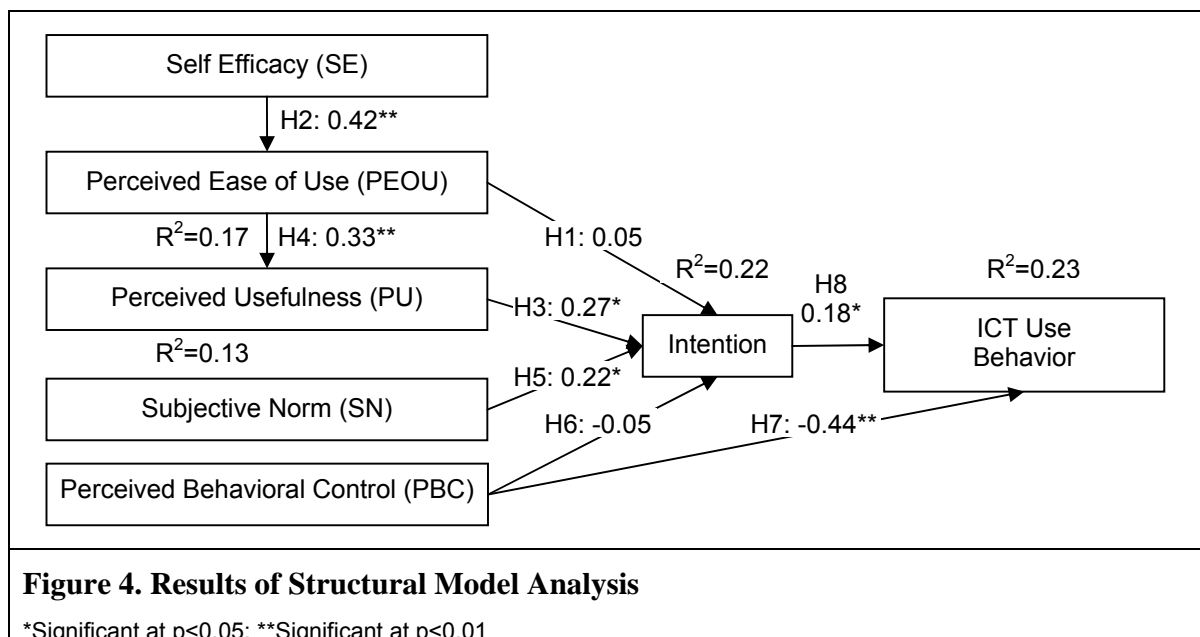 Self Efficacy (SE)
H2: 0.42**
Perceived Ease of Use (PEOU)
R²=0.17
H4: 0.33**
H1: 0.05
R²=0.22
R²=0.23
Perceived Usefulness (PU)
H3: 0.27*
H8
0.18*
Intention
ICT Use
Behavior
R²=0.13
H5: 0.22*
Subjective Norm (SN)
H6: -0.05
H7: -0.44**
Perceived Behavioral Control (PBC)
Figure 4. Results of Structural Model Analysis
*Significant at p<0.05; **Significant at p<0.01